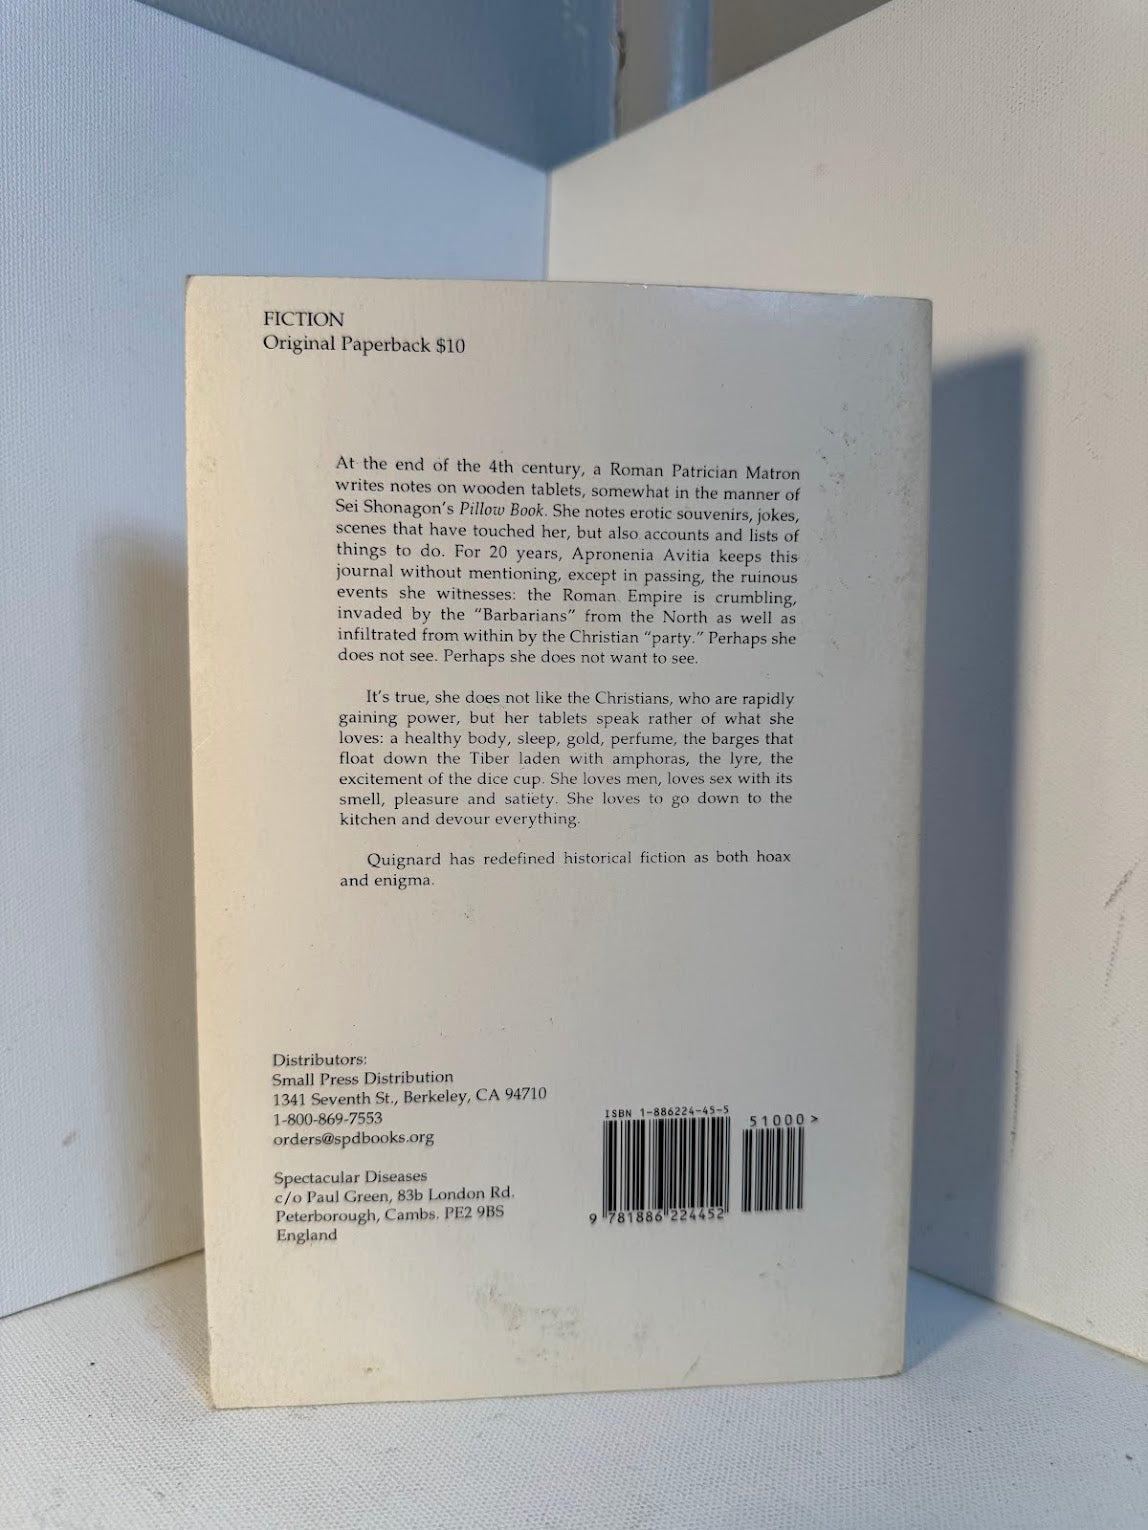 FICTION
Original Paperback $10
At the end of the 4th century, a Roman Patrician Matron
writes notes on wooden tablets, somewhat in the manner of
Sei Shonagon's Pillow Book. She notes erotic souvenirs, jokes,
scenes that have touched her, but also accounts and lists of
things to do. For 20 years, Apronenia Avitia keeps this
journal without mentioning, except in passing, the ruinous
events she witnesses: the Roman Empire is crumbling,
invaded by the "Barbarians" from the North as well as
infiltrated from within by the Christian "party." Perhaps she
does not see. Perhaps she does not want to see.
It's true, she does not like the Christians, who are rapidly
gaining power, but her tablets speak rather of what she
loves: a healthy body, sleep, gold, perfume, the barges that
float down the Tiber laden with amphoras, the lyre, the
excitement of the dice cup. She loves men, loves sex with its
smell, pleasure and satiety. She loves to go down to the
kitchen and devour everything.
Quignard has redefined historical fiction as both hoax
and enigma.
Distributors:
Small Press Distribution
1341 Seventh St., Berkeley, CA 94710
1-800-869-7553
orders@spdbooks.org
Spectacular Diseases
c/o Paul Green, 83b London Rd.
Peterborough, Cambs. PE2 9BS
England
ISBN 1-886224-45-5
51000>
9 781886 224452